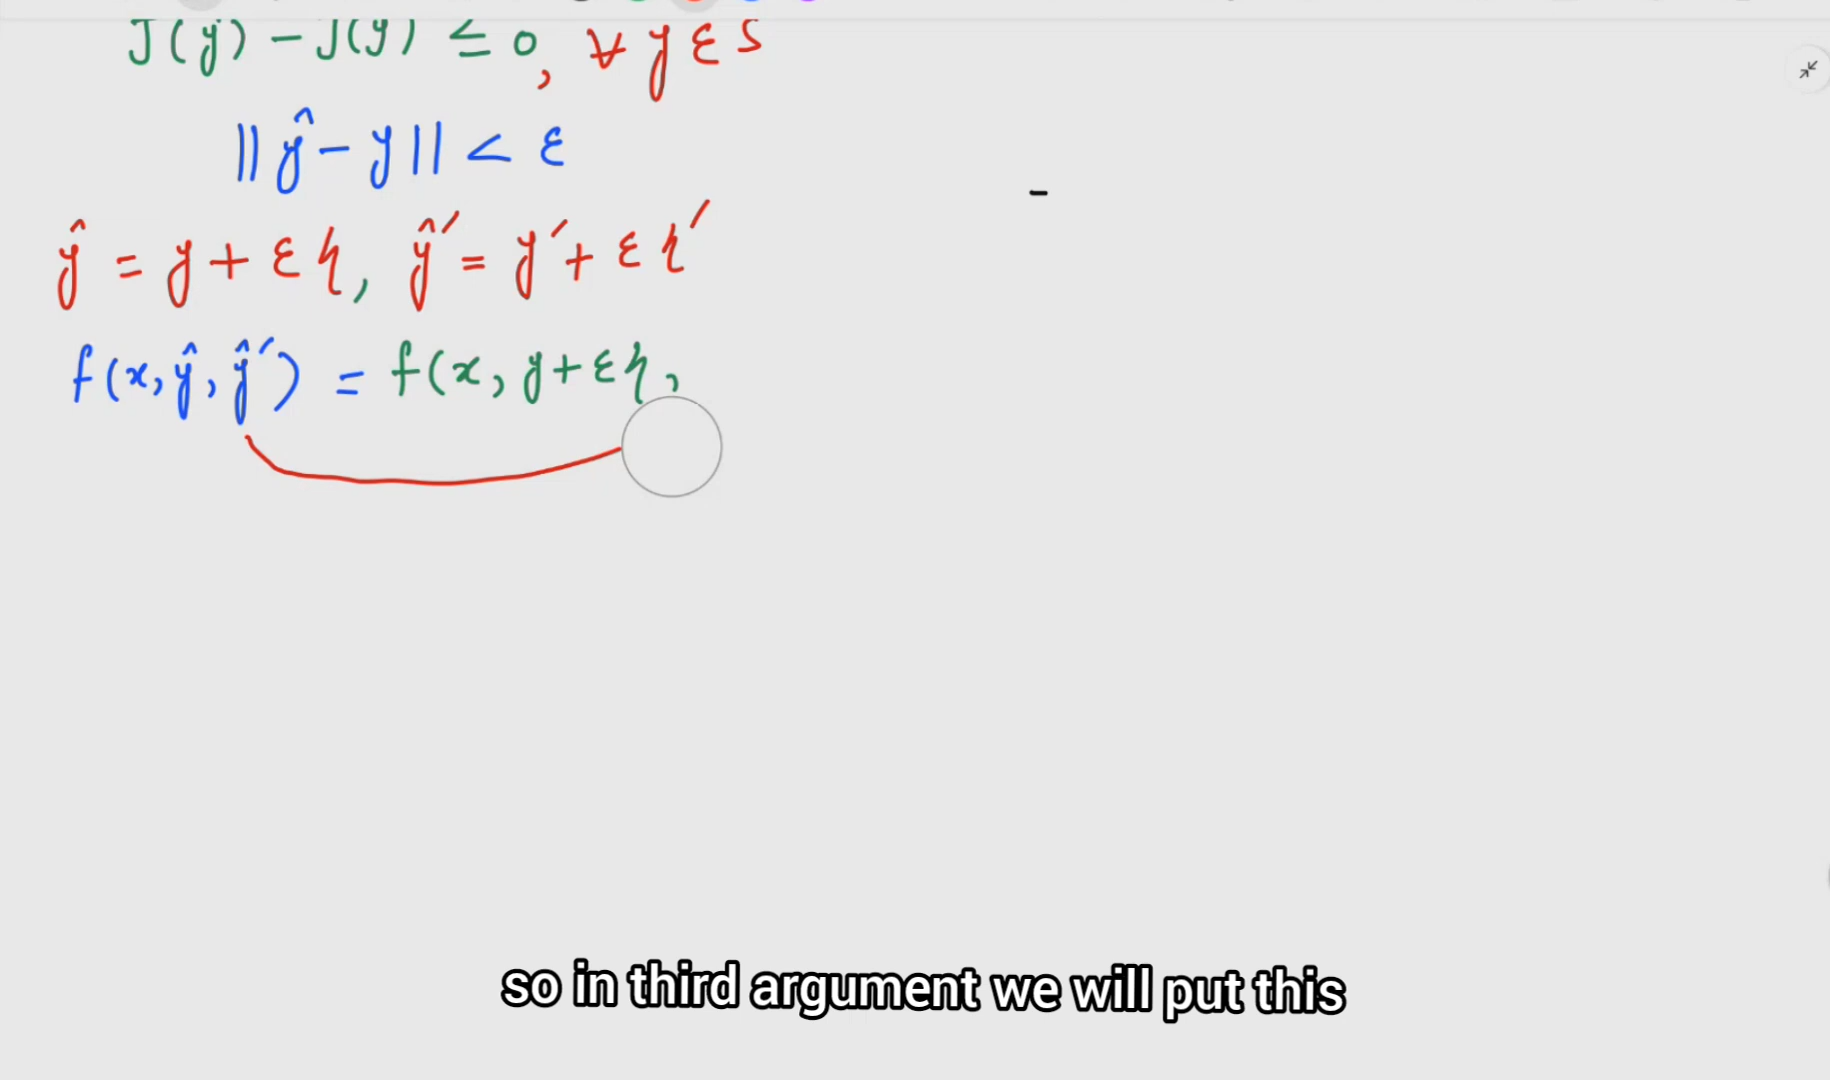 J(ŷ) - J(y) ≤ 0, ∀ y ε S
||ŷ - y|| < ε
ŷ = y + εη, ŷ′ = y′ + εη′
f(x, ŷ, ŷ′) = f(x, y + εη,
so in third argument we will put this